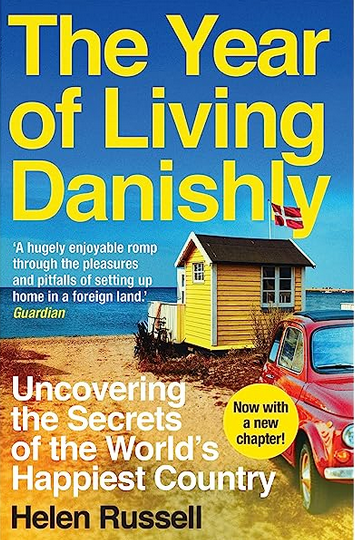 The Year
of Living
Danishly
‘A hugely enjoyable romp
through the pleasures
and pitfalls of setting up
home in a foreign land.’
Guardian
Uncovering
the Secrets
of the World’s
Happiest Country
Now with
a new
chapter!
Helen Russell